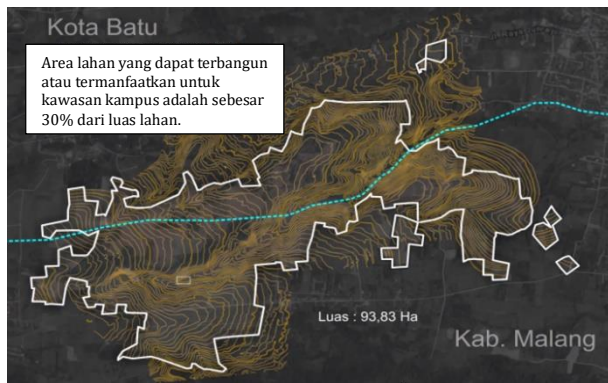 Kota Batu
Area lahan yang dapat terbangun
atau termanfaatkan untuk
kawasan kampus adalah sebesar
30% dari luas lahan.
Luas : 93,83 Ha
Kab. Malang